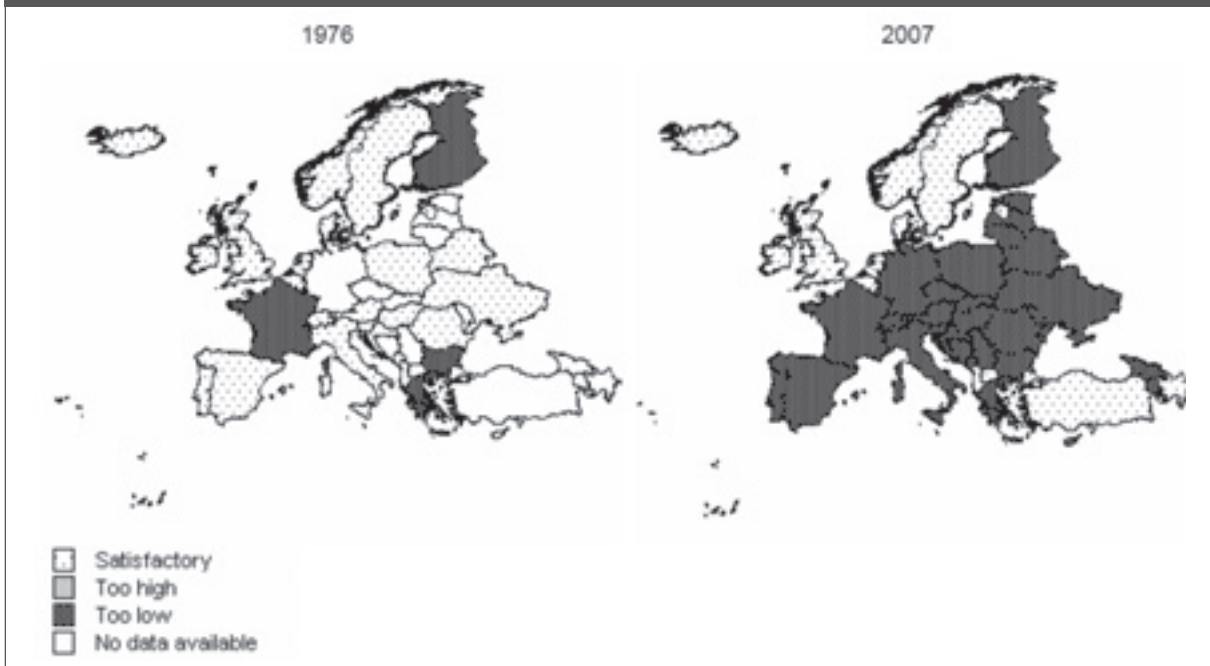 1976
2007
Satisfactory
Too high
Too low
No data available